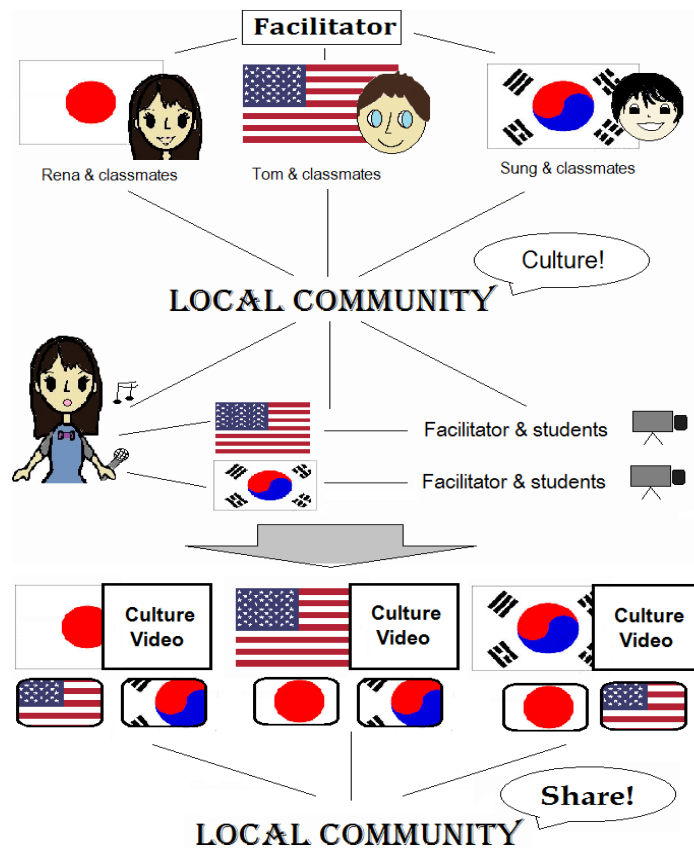 Facilitator
Rena & classmates
Tom & classmates
Sung & classmates
Culture!
LOCAL COMMUNITY
Facilitator & students
Facilitator & students
Culture
Video
Culture
Video
Culture
Video
Share!
LOCAL COMMUNITY